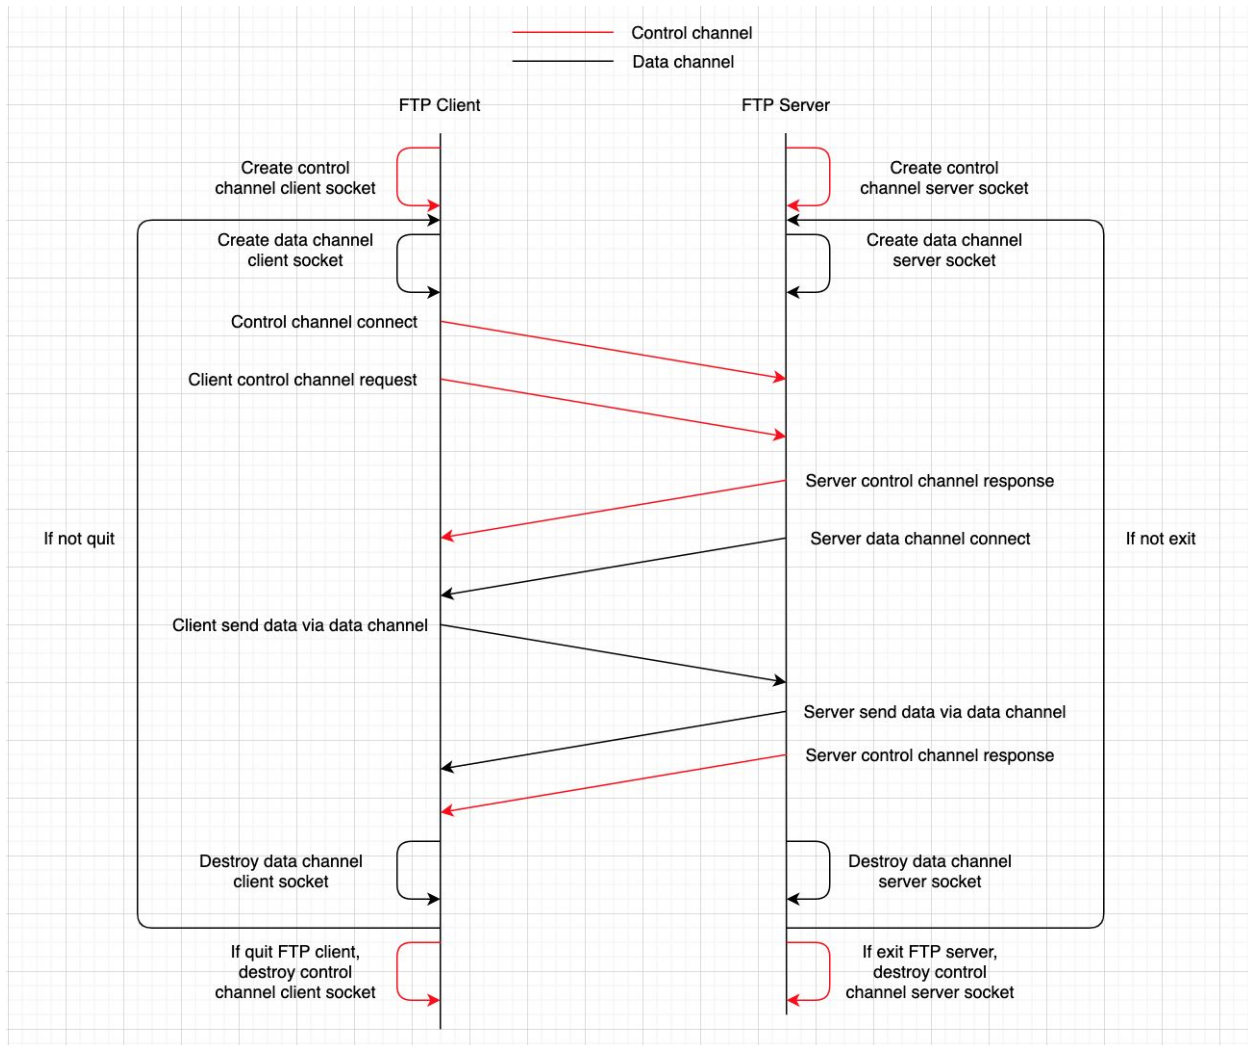 Control channel
Data channel
FTP Client
FTP Server
Create control
channel client socket
Create control
channel server socket
Create data channel
client socket
Create data channel
server socket
Control channel connect
Client control channel request
Server control channel response
If not quit
Server data channel connect
If not exit
Client send data via data channel
Server send data via data channel
Server control channel response
Destroy data channel
client socket
Destroy data channel
server socket
If quit FTP client,
destroy control
channel client socket
If exit FTP server,
destroy control
channel server socket